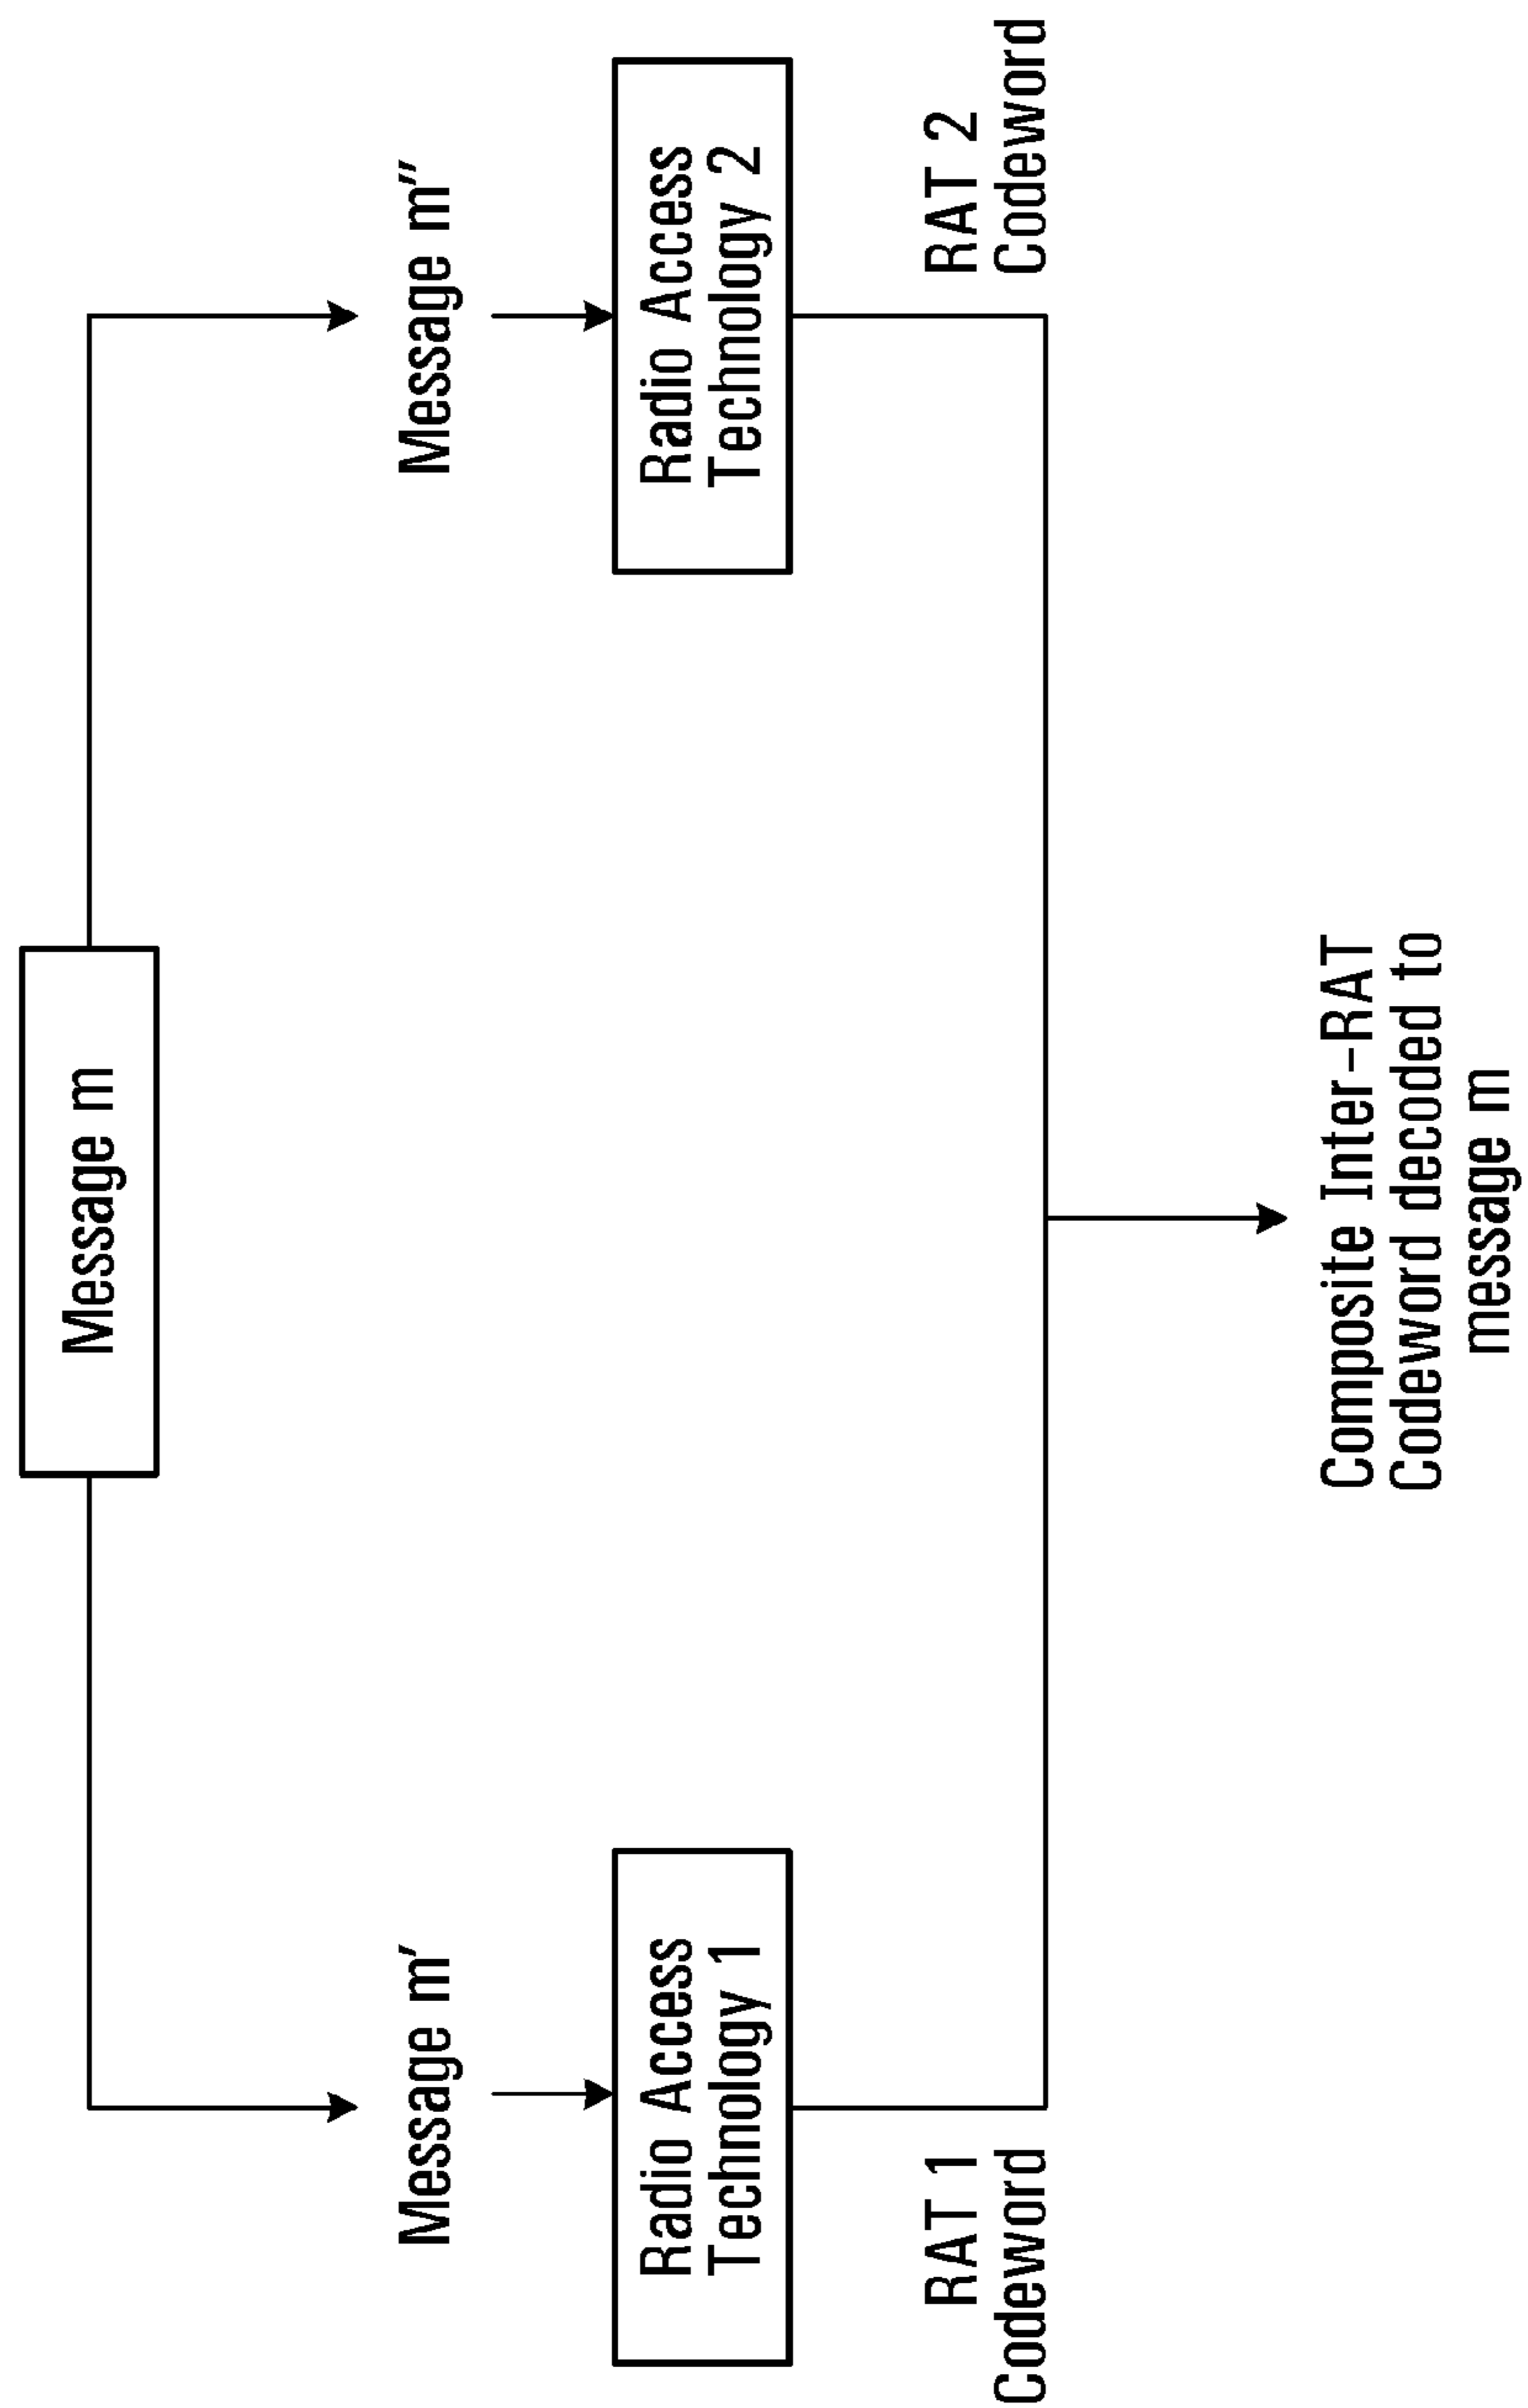 Message m
Message m′
Message m″
Radio Access
Technology 1
Radio Access
Technology 2
RAT 1
Codeword
RAT 2
Codeword
Composite Inter-RAT
Codeword decoded to
message m